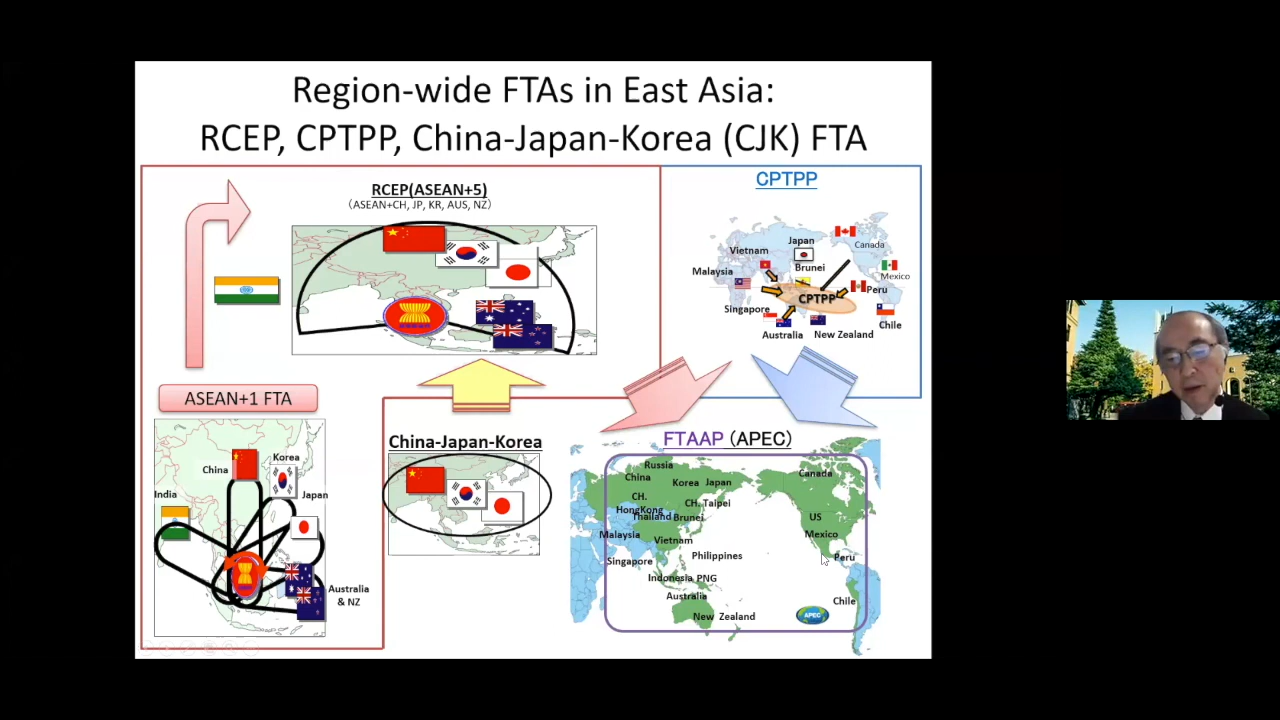 Region-wide FTAs in East Asia:
RCEP, CPTPP, China-Japan-Korea (CJK) FTA
RCEP(ASEAN+5)
(ASEAN+CH, JP, KR, AUS, NZ)
CPTPP
Vietnam
Japan
Canada
Malaysia
Brunei
Mexico
CPTPP
Peru
Singapore
Australia
New Zealand
Chile
ASEAN+1 FTA
China
Korea
India
Japan
Australia
& NZ
China-Japan-Korea
FTAAP (APEC)
Russia
China
Korea
Japan
Canada
CH.
HongKong
CH. Taipei
Thailand
Brunei
US
Malaysia
Vietnam
Mexico
Singapore
Philippines
Peru
Indonesia
PNG
Australia
Chile
New Zealand
APEC